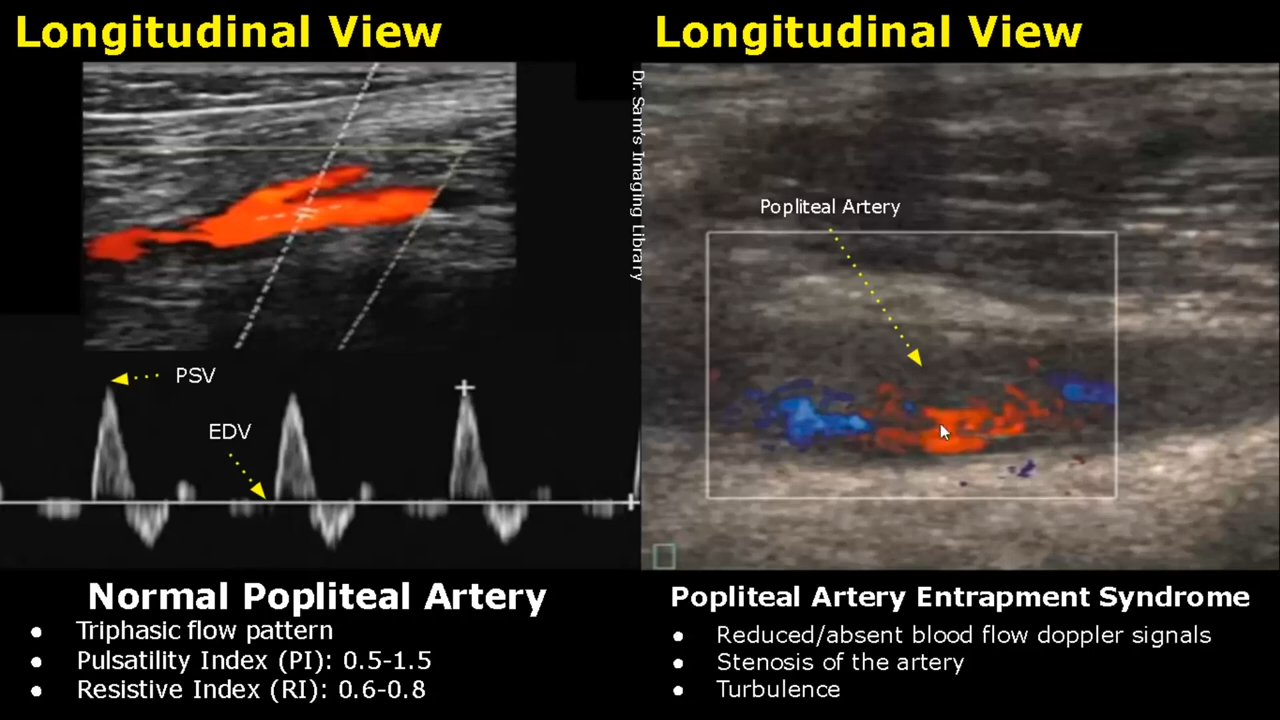 Longitudinal View
PSV
EDV
Normal Popliteal Artery
• Triphasic flow pattern
• Pulsatility Index (PI): 0.5-1.5
• Resistive Index (RI): 0.6-0.8
Dr. Sam's Imaging Library
Longitudinal View
Popliteal Artery
Popliteal Artery Entrapment Syndrome
• Reduced/absent blood flow doppler signals
• Stenosis of the artery
• Turbulence